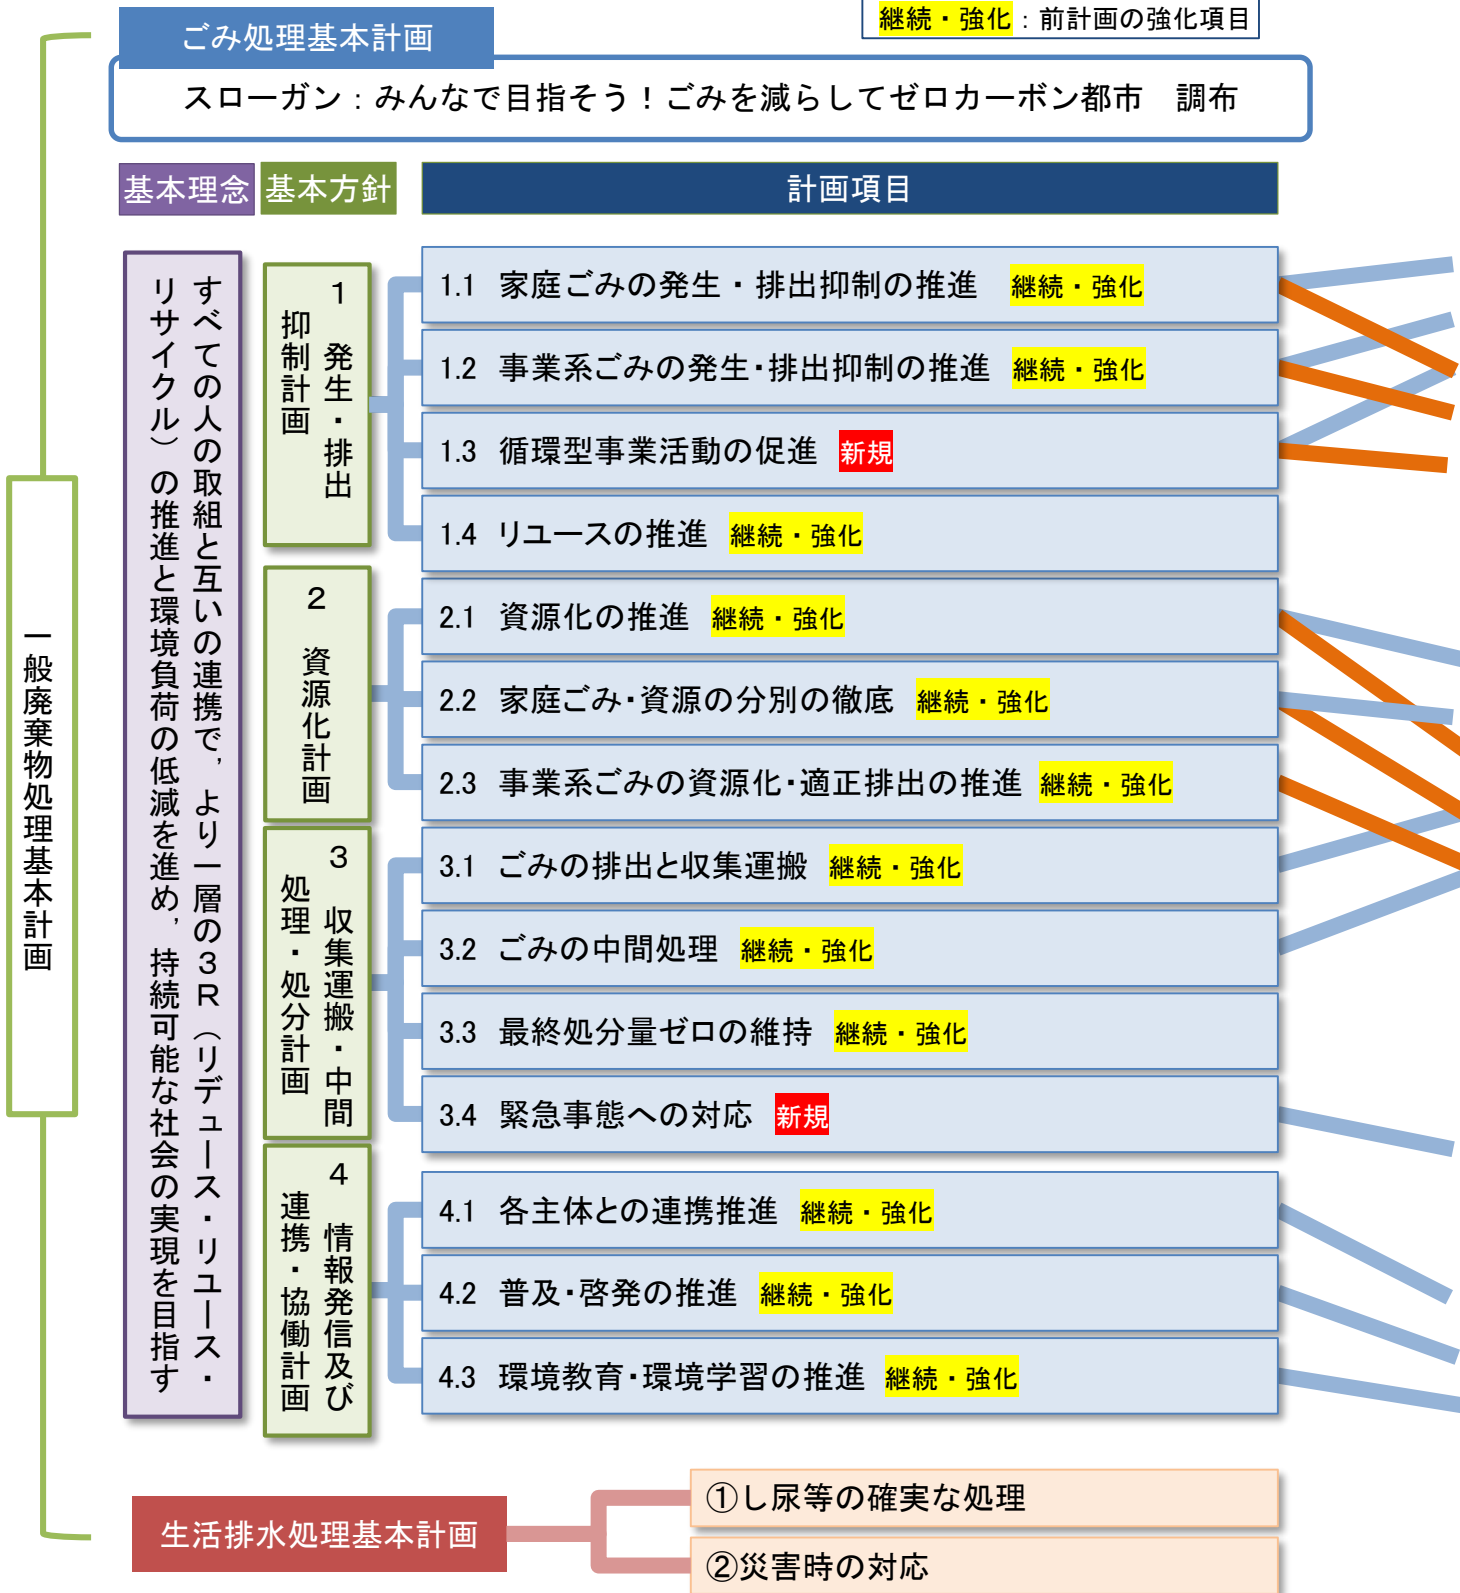 継続・強化：前計画の強化項目
ごみ処理基本計画
スローガン：みんなで目指そう！ごみを減らしてゼロカーボン都市　調布
基本理念
基本方針
計画項目
一般廃棄物処理基本計画
すべての人の取組と互いの連携で，より一層の３Ｒ（リデュース・リユース・
リサイクル）の推進と環境負荷の低減を進め，持続可能な社会の実現を目指す
１　発生・排出
抑制計画
1.1 家庭ごみの発生・排出抑制の推進 継続・強化
1.2 事業系ごみの発生・排出抑制の推進 継続・強化
1.3 循環型事業活動の促進 新規
1.4 リユースの推進 継続・強化
２　資源化計画
2.1 資源化の推進 継続・強化
2.2 家庭ごみ・資源の分別の徹底 継続・強化
2.3 事業系ごみの資源化・適正排出の推進 継続・強化
３　収集運搬・中間
処理・処分計画
3.1 ごみの排出と収集運搬 継続・強化
3.2 ごみの中間処理 継続・強化
3.3 最終処分量ゼロの維持 継続・強化
3.4 緊急事態への対応 新規
４　情報発信及び
連携・協働計画
4.1 各主体との連携推進 継続・強化
4.2 普及・啓発の推進 継続・強化
4.3 環境教育・環境学習の推進 継続・強化
生活排水処理基本計画
①し尿等の確実な処理
②災害時の対応